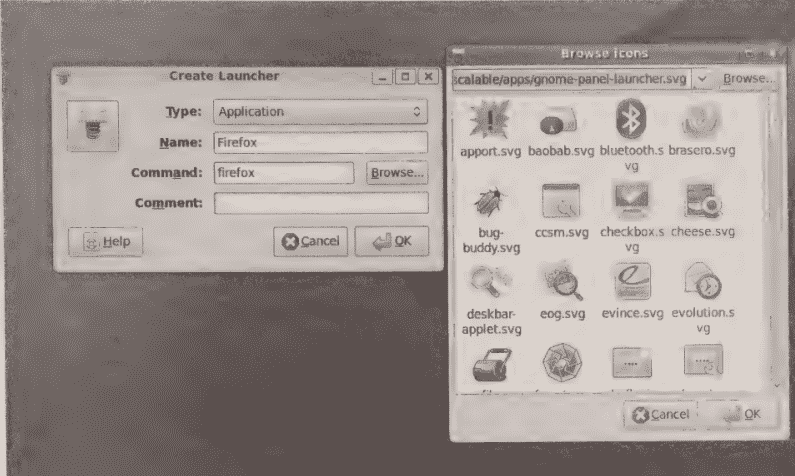 Create Launcher
Type:
Application
Name:
Firefox
Command:
firefox
Browse...
Comment:
Help
Cancel
OK
Browse Icons
scalable/apps/gnome-panel-launcher.svg
Browse...
apport.svg
baobab.svg
bluetooth.s
vg
brasero.svg
bug-
buddy.svg
ccsm.svg
checkbox.s
vg
cheese.svg
deskbar-
applet.svg
eog.svg
evince.svg
evolution.s
vg
Cancel
OK